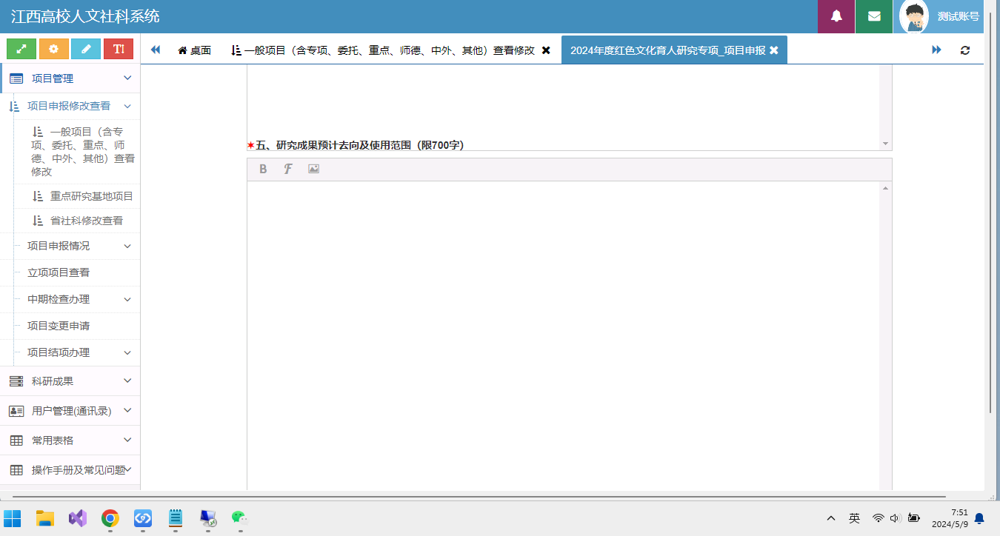 江西高校人文社科系统
测试账号
TI
桌面
一般项目（含专项、委托、重点、师德、中外、其他）查看修改
2024年度红色文化育人研究专项_项目申报
项目管理
项目申报修改查看
一般项目（含专
项、委托、重点、师
德、中外、其他）查看
修改
重点研究基地项目
省社科修改查看
项目申报情况
立项项目查看
中期检查办理
项目变更申请
项目结项办理
科研成果
用户管理(通讯录)
常用表格
操作手册及常见问题
✶五、研究成果预计去向及使用范围（限700字）
B F
英
7:51
2024/5/9